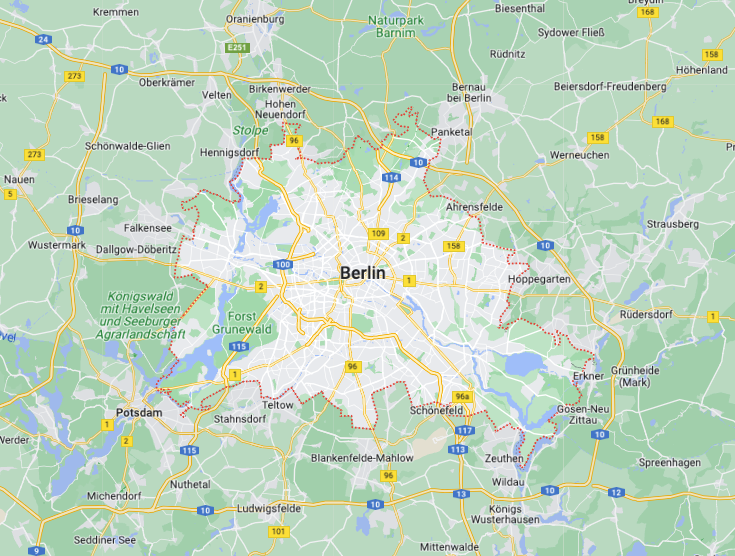 Kremmen
Oranienburg
Biesenthal
168
Naturpark
Barnim
Sydower Fließ
24
E251
Rüdnitz
158
10
10
273
Höhenland
Oberkrämer
Velten
Birkenwerder
Bernau
bei Berlin
Beiersdorf-Freudenberg
Hohen
Neuendorf
168
Stolpe
96
Panketal
158
Schönwalde-Glien
Hennigsdorf
273
10
Werneuchen
Nauen
114
5
Brieselang
Ahrensfelde
Strausberg
Falkensee
10
109
2
Wustermark
Dallgow-Döberitz
158
10
100
Berlin
Hoppegarten
2
1
Königswald
mit Havelseen
und Seeburger
Agrarlandschaft
Forst
Grunewald
Rüdersdorf
1
115
96
1
Erkner
Grünheide
(Mark)
96a
Potsdam
Teltow
Schönefeld
Gosen-Neu
Zittau
Stahnsdorf
1
117
10
Werder
2
115
113
Blankenfelde-Mahlow
Zeuthen
Spreenhagen
96
Wildau
Nuthetal
Michendorf
13
10
12
10
Ludwigsfelde
10
Königs
Wusterhausen
101
Seddiner See
9
Mittenwalde